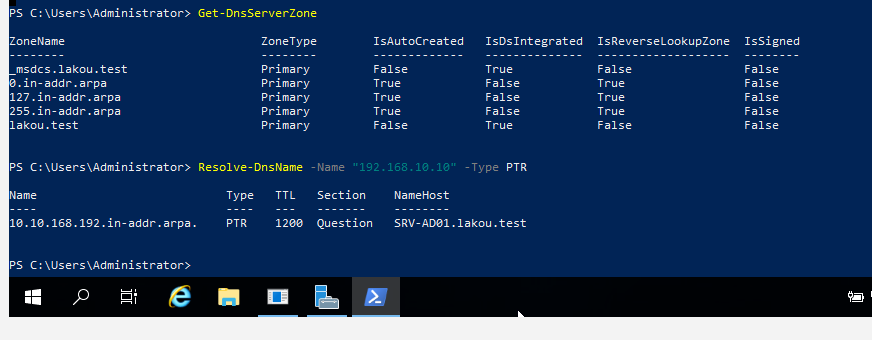 PS C:\Users\Administrator> Get-DnsServerZone
ZoneName ZoneType IsAutoCreated IsDsIntegrated IsReverseLookupZone IsSigned
-------- -------- ------------- -------------- ------------------- --------
_msdcs.lakou.test Primary False True False False
0.in-addr.arpa Primary True False True False
127.in-addr.arpa Primary True False True False
255.in-addr.arpa Primary True False True False
lakou.test Primary False True False False
PS C:\Users\Administrator> Resolve-DnsName -Name "192.168.10.10" -Type PTR
Name Type TTL Section NameHost
---- ---- --- ------- --------
10.10.168.192.in-addr.arpa. PTR 1200 Question SRV-AD01.lakou.test
PS C:\Users\Administrator>